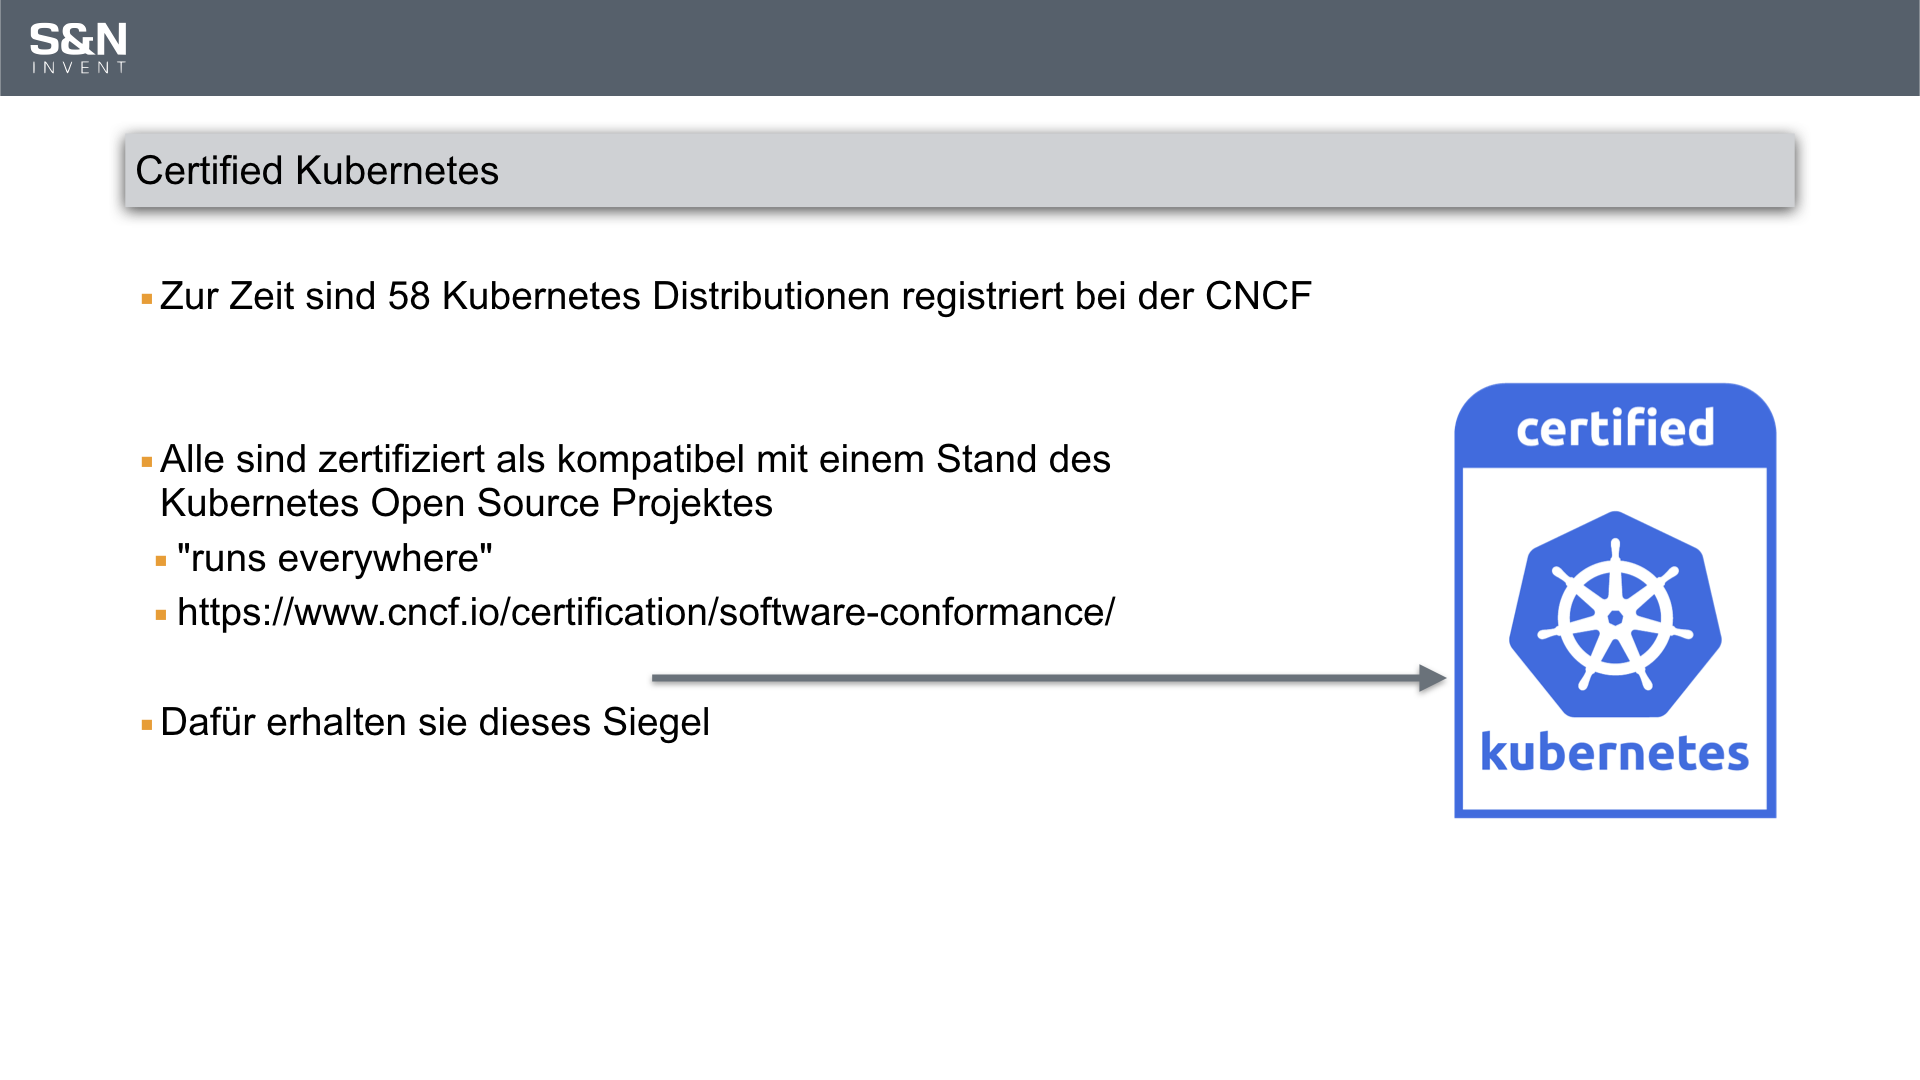 S&N
INVENT
Certified Kubernetes
Zur Zeit sind 58 Kubernetes Distributionen registriert bei der CNCF
Alle sind zertifiziert als kompatibel mit einem Stand des
Kubernetes Open Source Projektes
"runs everywhere"
https://www.cncf.io/certification/software-conformance/
Dafür erhalten sie dieses Siegel
certified
kubernetes